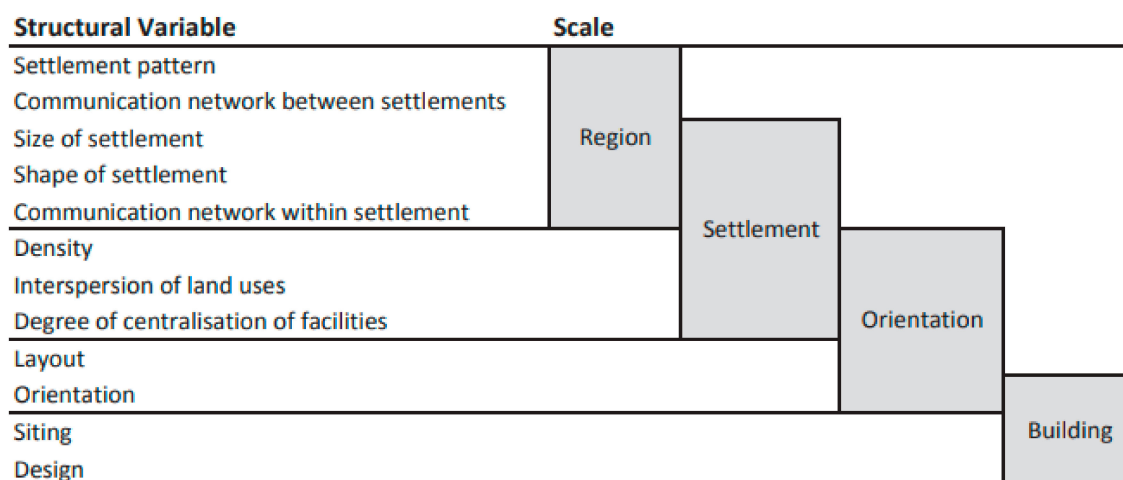 Structural Variable Scale
Settlement pattern
Communication network between settlements
Size of settlement
Region
Shape of settlement
Communication network within settlement
Settlement
Density
Interspersion of land uses
Degree of centralisation of facilities
Orientation
Layout
Orientation
Siting
Building
Design